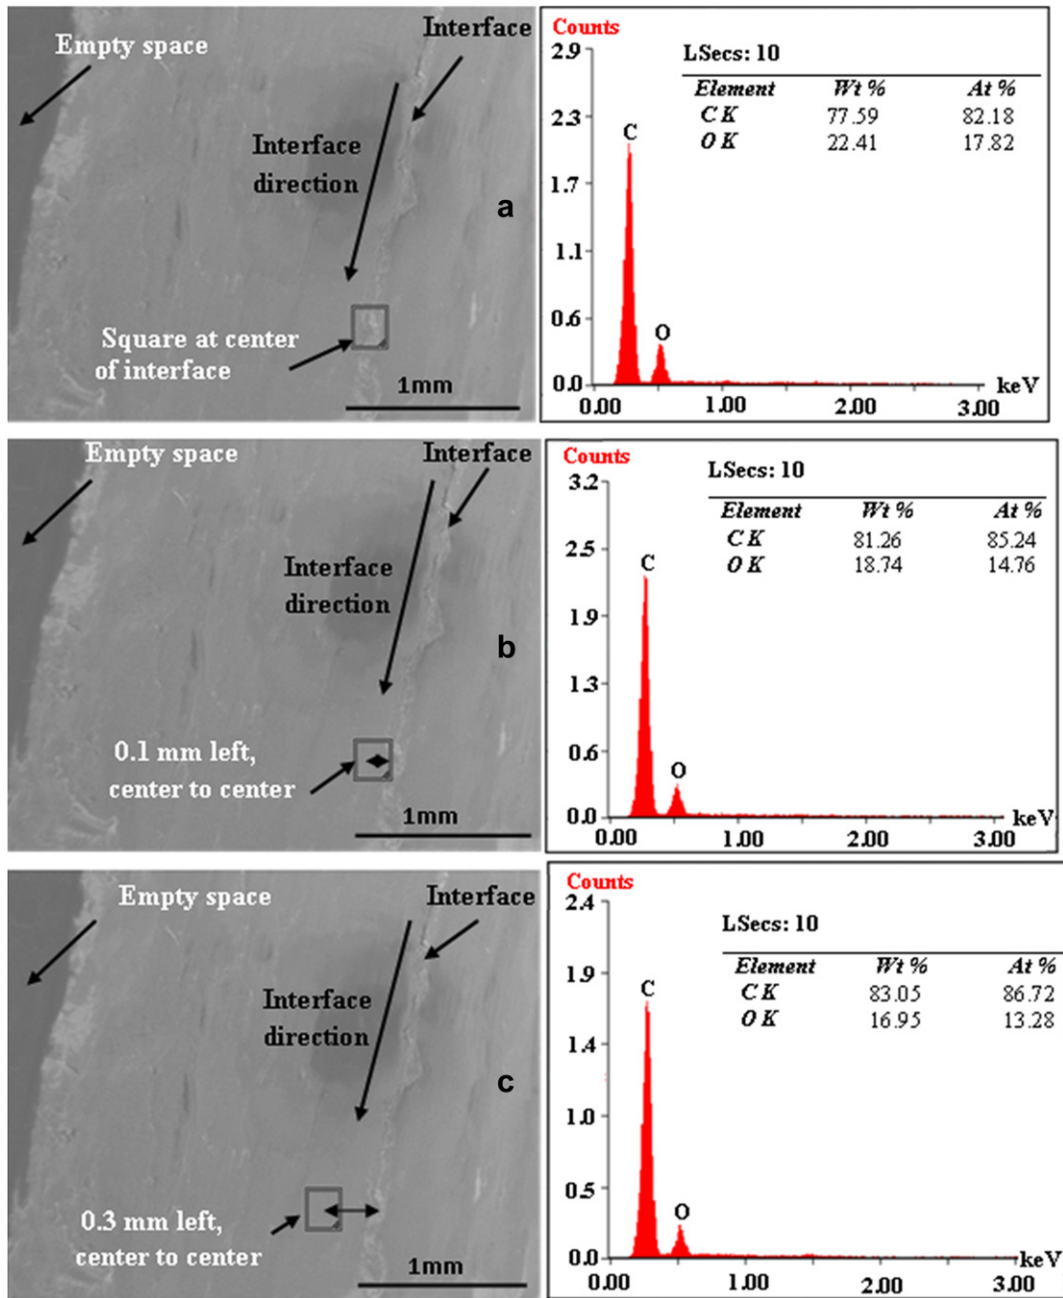 Empty space
Interface
Interface
direction
a
Square at center
of interface
1mm
Counts
2.9
2.3
1.7
1.1
0.6
0.0
LSecs: 10
Element Wt % At %
C K 77.59 82.18
O K 22.41 17.82
C
O
keV
0.00 1.00 2.00 3.00
Empty space
Interface
Interface
direction
b
0.1 mm left,
center to center
1mm
Counts
3.2
2.5
1.9
1.3
0.6
0.0
LSecs: 10
Element Wt % At %
C K 81.26 85.24
O K 18.74 14.76
C
O
keV
0.00 1.00 2.00 3.00
Empty space
Interface
Interface
direction
c
0.3 mm left,
center to center
1mm
Counts
2.4
1.9
1.4
1.0
0.5
0.0
LSecs: 10
Element Wt % At %
C K 83.05 86.72
O K 16.95 13.28
C
O
keV
0.00 1.00 2.00 3.00